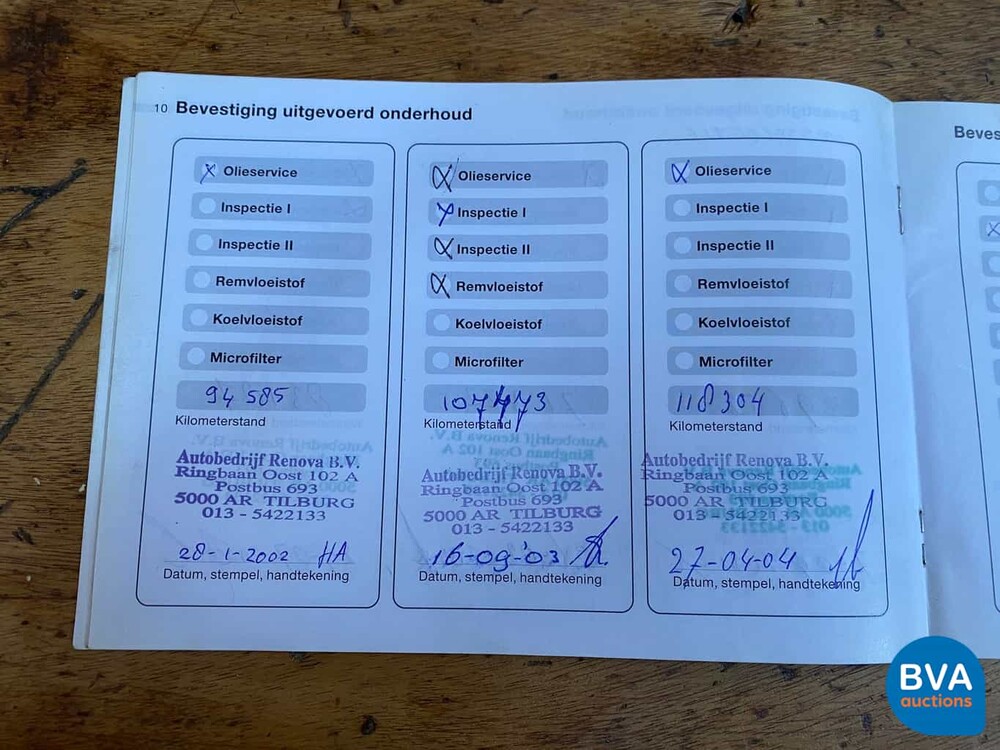 10 Bevestiging uitgevoerd onderhoud
Olieservice
Inspectie I
Inspectie II
Remvloeistof
Koelvloeistof
Microfilter
94 585
Kilometerstand
Autobedrijf Renova B.V.
Ringbaan Oost 102 A
Postbus 693
5000 AR TILBURG
013 - 5422133
28-1-2002 HA
Datum, stempel, handtekening
Olieservice
Inspectie I
Inspectie II
Remvloeistof
Koelvloeistof
Microfilter
Kilometerstand
Autobedrijf Renova B.V.
Ringbaan Oost 102 A
Postbus 693
5000 AR TILBURG
013 - 5422133
16-09-'03
Datum, stempel, handtekening
Olieservice
Inspectie I
Inspectie II
Remvloeistof
Koelvloeistof
Microfilter
118 304
Kilometerstand
Autobedrijf Renova B.V.
Ringbaan Oost 102 A
Postbus 693
5000 AR TILBURG
013 - 5422133
27-04-04
Datum, stempel, handtekening
Beves
BVA
auctions